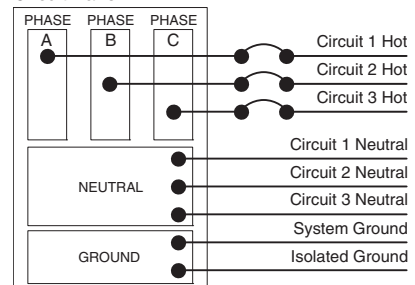 PHASE PHASE PHASE
A B C
Circuit 1 Hot
Circuit 2 Hot
Circuit 3 Hot
Circuit 1 Neutral
Circuit 2 Neutral
NEUTRAL
Circuit 3 Neutral
System Ground
GROUND
Isolated Ground